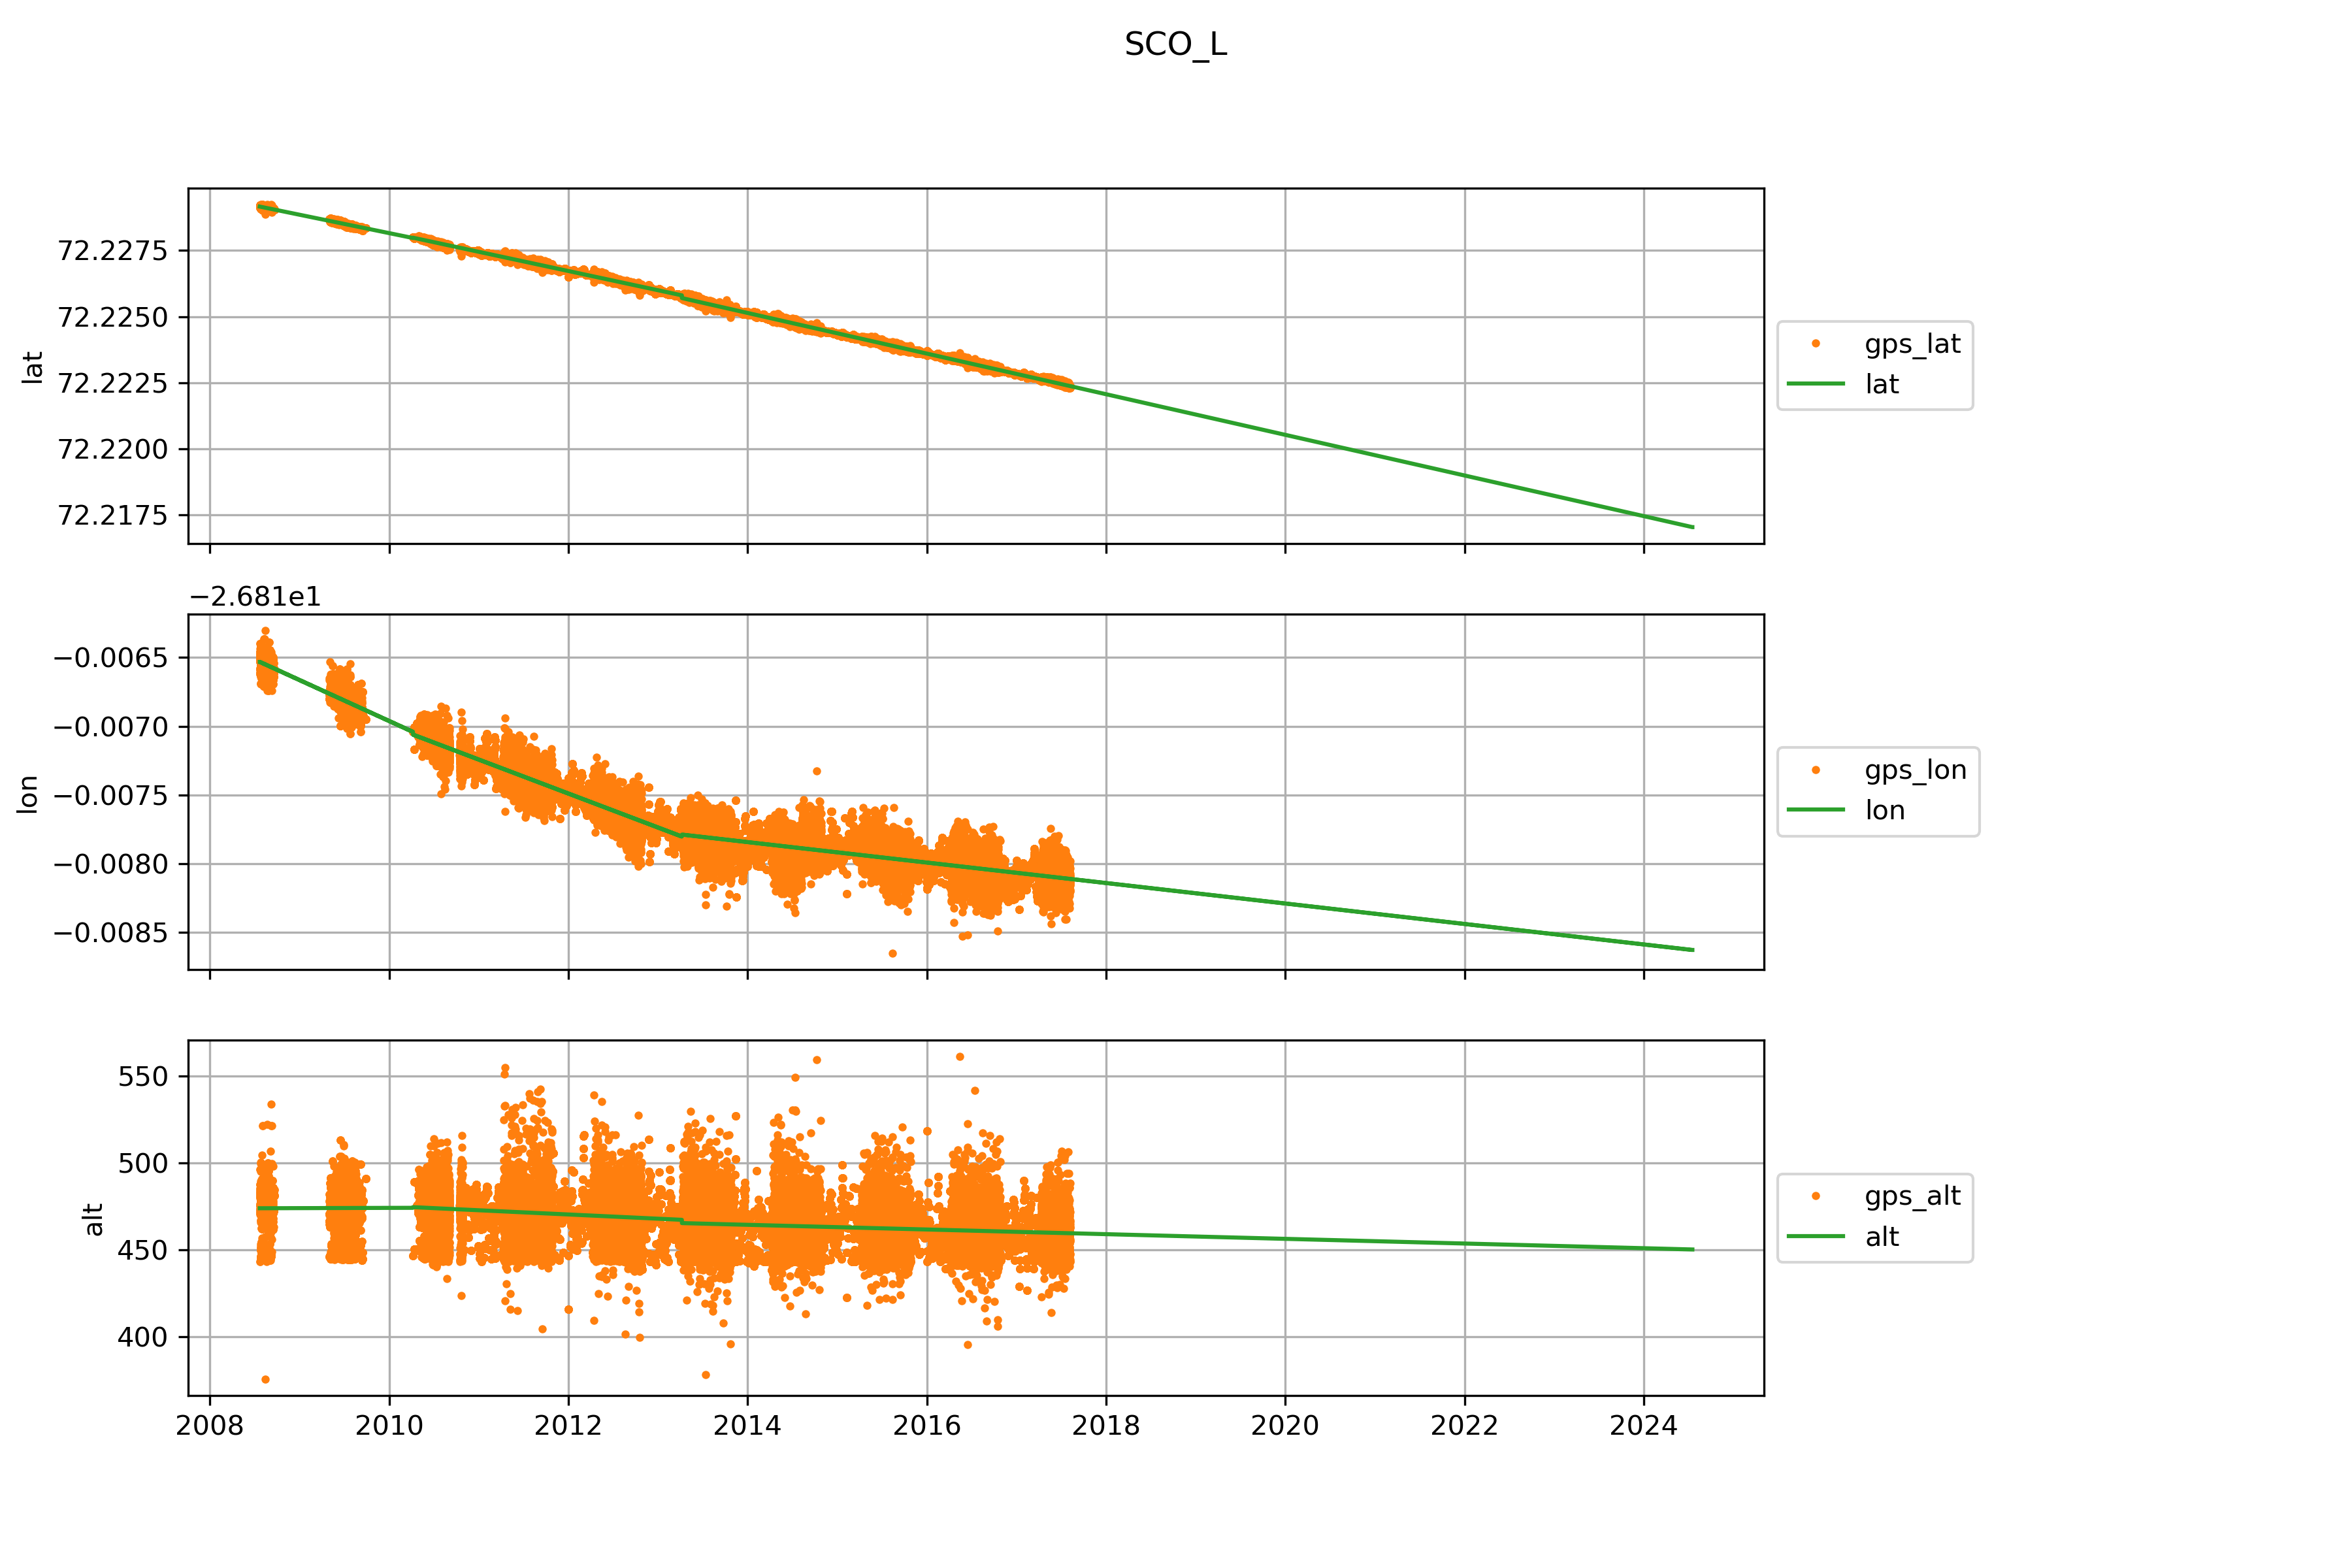 SCO_L
72.2275
72.2250
72.2225
72.2200
72.2175
lat
gps_lat
lat
−2.681e1
−0.0065
−0.0070
−0.0075
−0.0080
−0.0085
lon
gps_lon
lon
550
500
450
400
alt
gps_alt
alt
2008 2010 2012 2014 2016 2018 2020 2022 2024